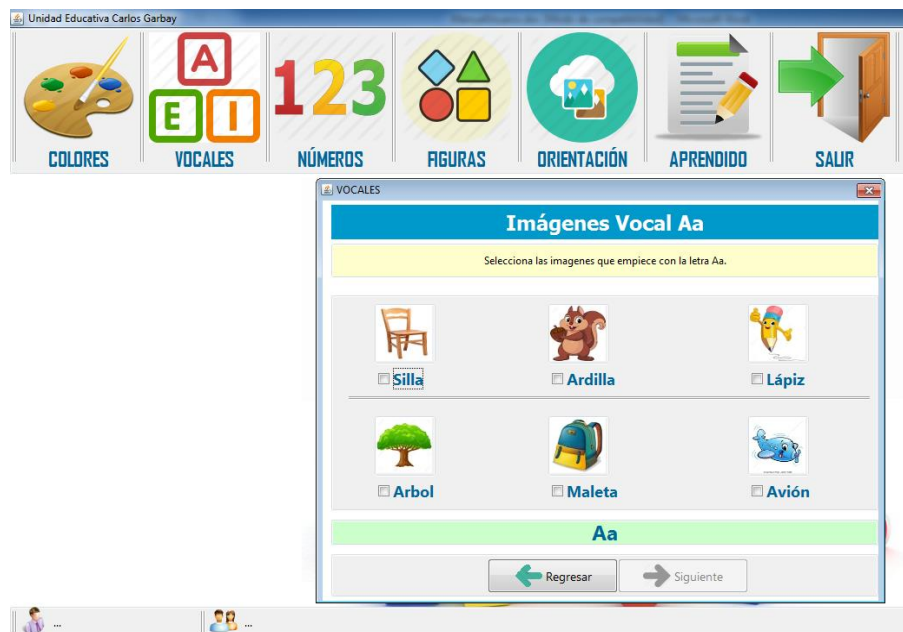 Unidad Educativa Carlos Garbay
A
E I
123
COLORES VOCALES NÚMEROS FIGURAS ORIENTACIÓN APRENDIDO SALIR
VOCALES
Imágenes Vocal Aa
Selecciona las imagenes que empiece con la letra Aa.
Silla Ardilla Lápiz
Arbol Maleta Avión
Aa
Regresar Siguiente
... ...